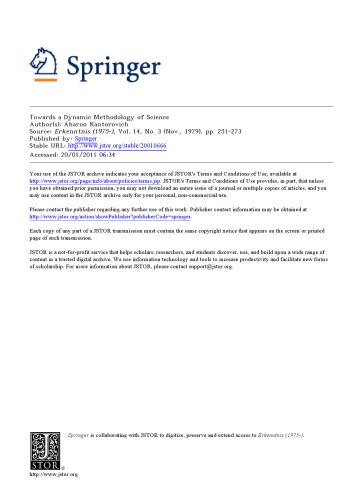 Springer
Towards a Dynamic Methodology of Science
Author(s): Aharon Kantorovich
Source: Erkenntnis (1975-), Vol. 14, No. 3 (Nov., 1979), pp. 251-273
Published by: Springer
Stable URL: http://www.jstor.org/stable/20010666
Accessed: 20/01/2011 06:34
Your use of the JSTOR archive indicates your acceptance of JSTOR's Terms and Conditions of Use, available at
http://www.jstor.org/page/info/about/policies/terms.jsp. JSTOR's Terms and Conditions of Use provides, in part, that unless
you have obtained prior permission, you may not download an entire issue of a journal or multiple copies of articles, and you
may use content in the JSTOR archive only for your personal, non-commercial use.
Please contact the publisher regarding any further use of this work. Publisher contact information may be obtained at
http://www.jstor.org/action/showPublisher?publisherCode=springer.
Each copy of any part of a JSTOR transmission must contain the same copyright notice that appears on the screen or printed
page of such transmission.
JSTOR is a not-for-profit service that helps scholars, researchers, and students discover, use, and build upon a wide range of
content in a trusted digital archive. We use information technology and tools to increase productivity and facilitate new forms
of scholarship. For more information about JSTOR, please contact support@jstor.org.
Springer is collaborating with JSTOR to digitize, preserve and extend access to Erkenntnis (1975-).
JSTOR
®
http://www.jstor.org